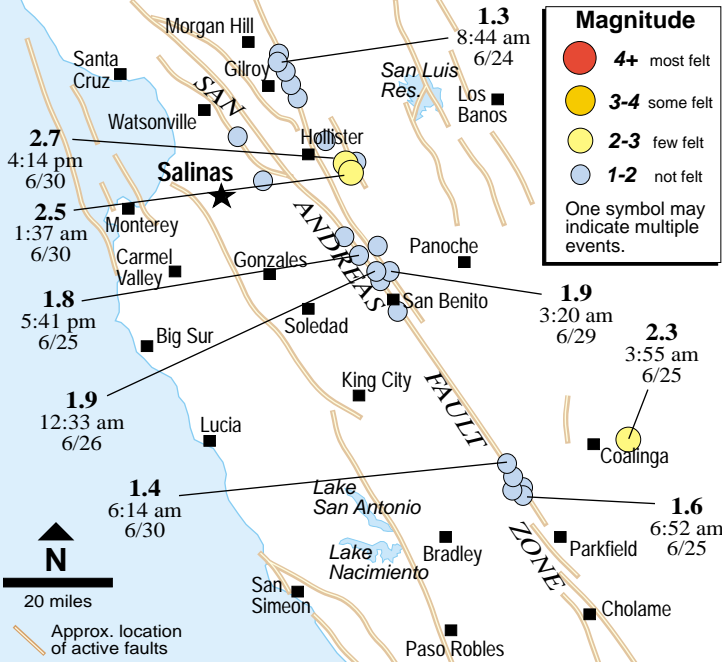 Morgan Hill
1.3
8:44 am
6/24
Magnitude
4+ most felt
3-4 some felt
2-3 few felt
1-2 not felt
One symbol may
indicate multiple
events.
Santa
Cruz
Gilroy
San Luis
Res.
Los
Banos
SAN
Watsonville
Hollister
2.7
4:14 pm
6/30
Salinas
2.5
1:37 am
6/30
Monterey
ANDREAS
Carmel
Valley
Gonzales
Panoche
1.8
5:41 pm
6/25
San Benito
Soledad
1.9
3:20 am
6/29
Big Sur
2.3
3:55 am
6/25
King City
1.9
12:33 am
6/26
FAULT
Lucia
Coalinga
1.4
6:14 am
6/30
Lake
San Antonio
1.6
6:52 am
6/25
ZONE
N
20 miles
Lake
Nacimiento
Bradley
Parkfield
San
Simeon
Cholame
Approx. location
of active faults
Paso Robles